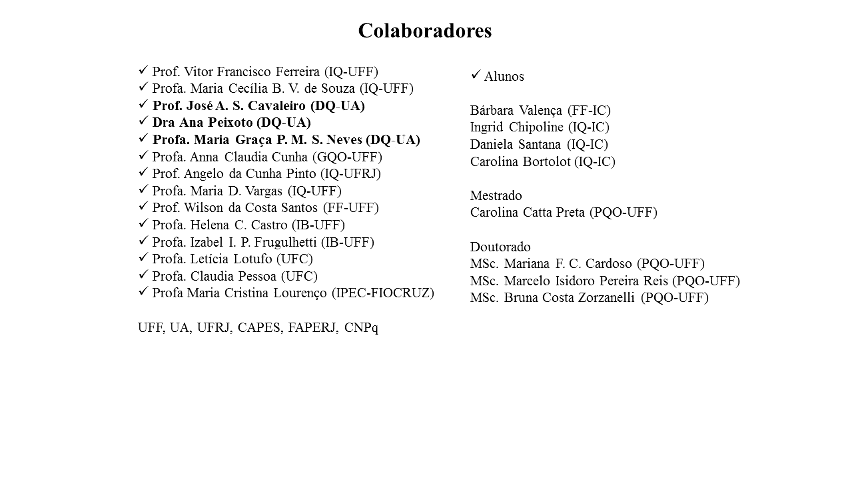 Colaboradores
✓ Prof. Vitor Francisco Ferreira (IQ-UFF)
✓ Profa. Maria Cecília B. V. de Souza (IQ-UFF)
✓ Prof. José A. S. Cavaleiro (DQ-UA)
✓ Dra Ana Peixoto (DQ-UA)
✓ Profa. Maria Graça P. M. S. Neves (DQ-UA)
✓ Profa. Anna Claudia Cunha (GQO-UFF)
✓ Prof. Angelo da Cunha Pinto (IQ-UFRJ)
✓ Profa. Maria D. Vargas (IQ-UFF)
✓ Prof. Wilson da Costa Santos (FF-UFF)
✓ Profa. Helena C. Castro (IB-UFF)
✓ Profa. Izabel I. P. Frugulhetti (IB-UFF)
✓ Profa. Letícia Lotufo (UFC)
✓ Profa. Claudia Pessoa (UFC)
✓ Profa Maria Cristina Lourenço (IPEC-FIOCRUZ)
UFF, UA, UFRJ, CAPES, FAPERJ, CNPq
✓ Alunos
Bárbara Valença (FF-IC)
Ingrid Chipoline (IQ-IC)
Daniela Santana (IQ-IC)
Carolina Bortolot (IQ-IC)
Mestrado
Carolina Catta Preta (PQO-UFF)
Doutorado
MSc. Mariana F. C. Cardoso (PQO-UFF)
MSc. Marcelo Isidoro Pereira Reis (PQO-UFF)
MSc. Bruna Costa Zorzanelli (PQO-UFF)